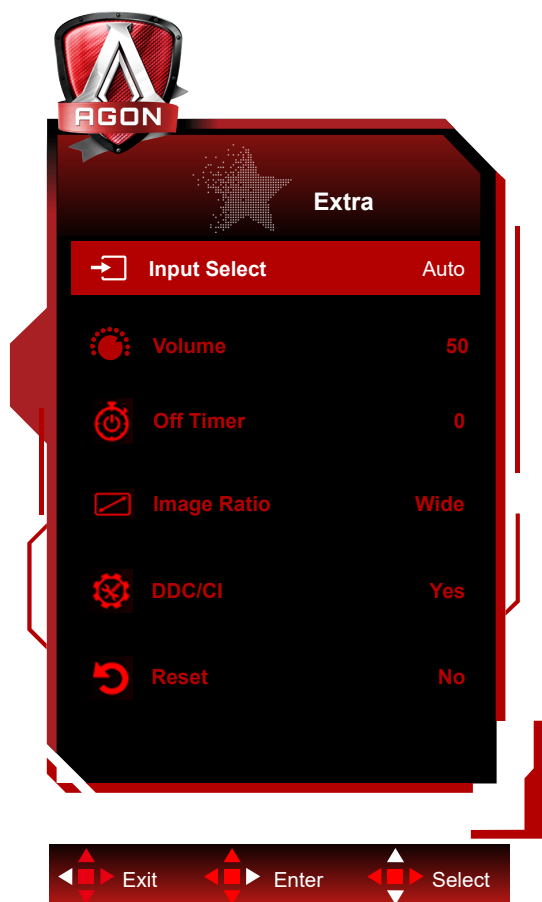 AGON
Extra
Input Select Auto
Volume 50
Off Timer 0
Image Ratio Wide
DDC/CI Yes
Reset No
Exit Enter Select